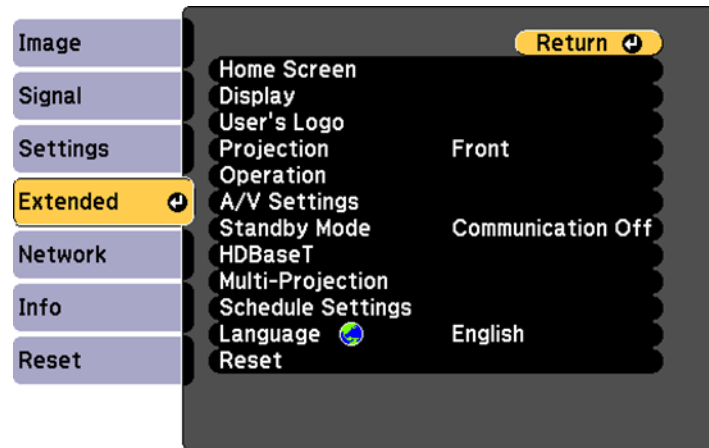 Image
Signal
Settings
Extended
Network
Info
Reset
Return
Home Screen
Display
User's Logo
Projection Front
Operation
A/V Settings
Standby Mode Communication Off
HDBaseT
Multi-Projection
Schedule Settings
Language English
Reset